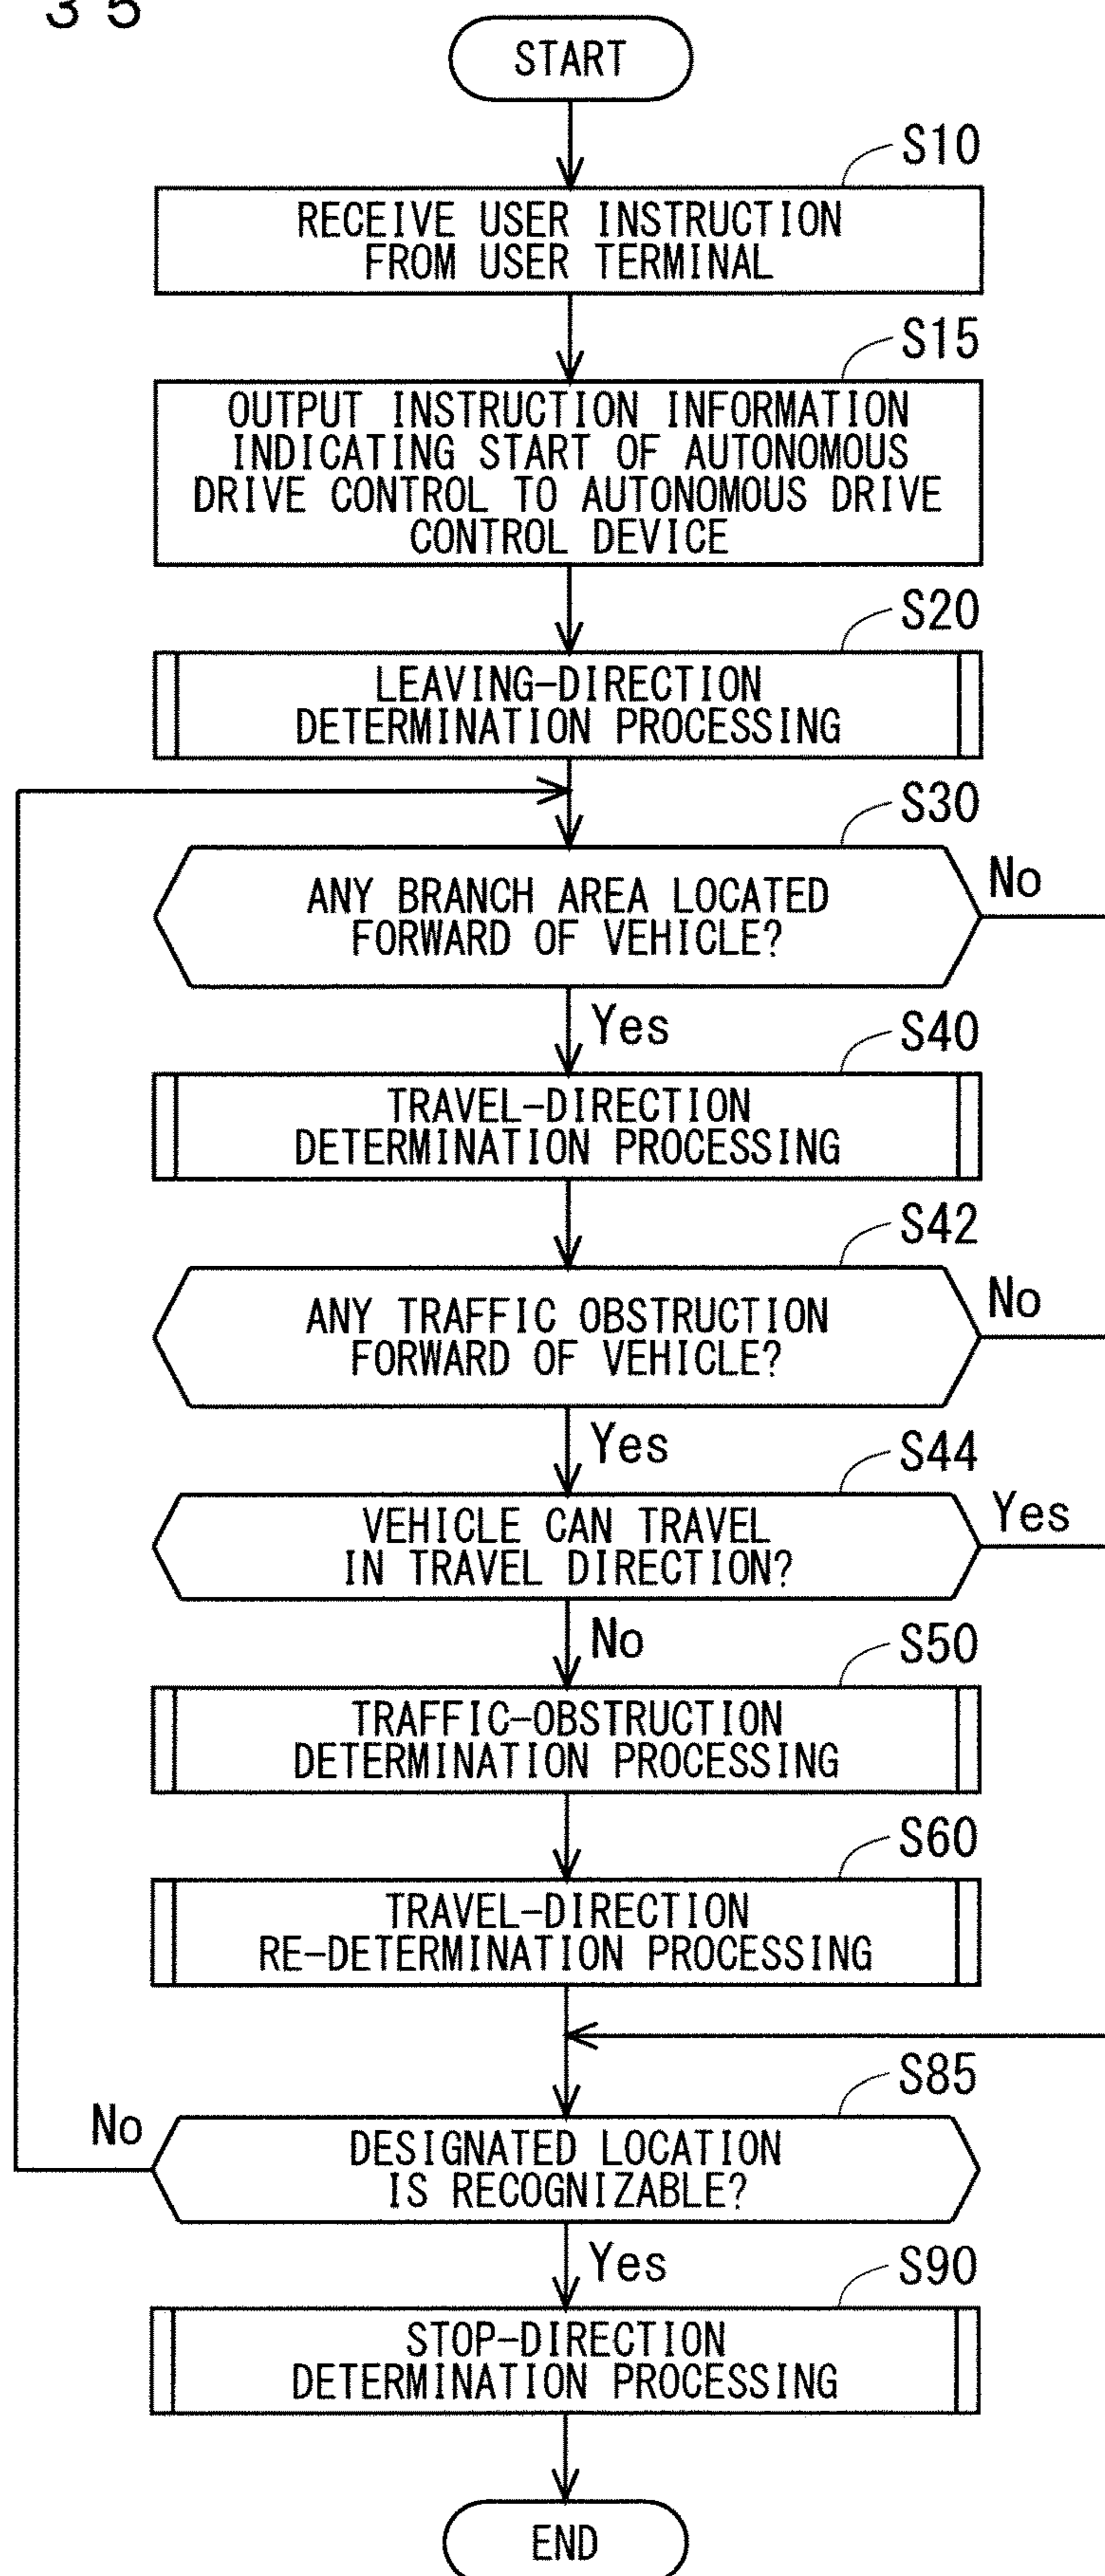 3 5
START
S10
RECEIVE USER INSTRUCTION
FROM USER TERMINAL
S15
OUTPUT INSTRUCTION INFORMATION
INDICATING START OF AUTONOMOUS
DRIVE CONTROL TO AUTONOMOUS DRIVE
CONTROL DEVICE
S20
LEAVING-DIRECTION
DETERMINATION PROCESSING
S30
ANY BRANCH AREA LOCATED
FORWARD OF VEHICLE?
No
Yes
S40
TRAVEL-DIRECTION
DETERMINATION PROCESSING
S42
ANY TRAFFIC OBSTRUCTION
FORWARD OF VEHICLE?
No
Yes
S44
VEHICLE CAN TRAVEL
IN TRAVEL DIRECTION?
Yes
No
S50
TRAFFIC-OBSTRUCTION
DETERMINATION PROCESSING
S60
TRAVEL-DIRECTION
RE-DETERMINATION PROCESSING
S85
No
DESIGNATED LOCATION
IS RECOGNIZABLE?
Yes
S90
STOP-DIRECTION
DETERMINATION PROCESSING
END